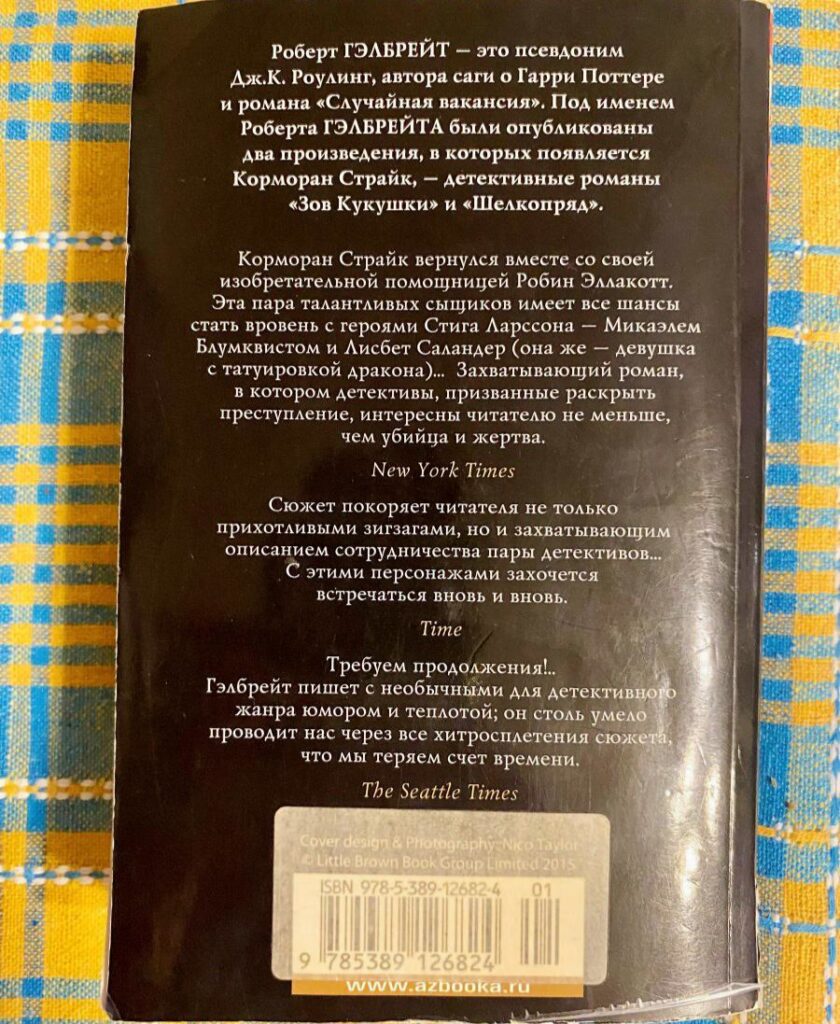 Роберт ГЭЛБРЕЙТ — это псевдоним
Дж.К. Роулинг, автора саги о Гарри Поттере
и романа «Случайная вакансия». Под именем
Роберта ГЭЛБРЕЙТА были опубликованы
два произведения, в которых появляется
Корморан Страйк, — детективные романы
«Зов Кукушки» и «Шелкопряд».
Корморан Страйк вернулся вместе со своей
изобретательной помощницей Робин Эллакотт.
Эта пара талантливых сыщиков имеет все шансы
стать вровень с героями Стига Ларссона — Микаэлем
Блумквистом и Лисбет Саландер (она же — девушка
с татуировкой дракона)... Захватывающий роман,
в котором детективы, призванные раскрыть
преступление, интересны читателю не меньше,
чем убийца и жертва.
New York Times
Сюжет покоряет читателя не только
прихотливыми зигзагами, но и захватывающим
описанием сотрудничества пары детективов...
С этими персонажами захочется
встречаться вновь и вновь.
Time
Требуем продолжения!..
Гэлбрейт пишет с необычными для детективного
жанра юмором и теплотой; он столь умело
проводит нас через все хитросплетения сюжета,
что мы теряем счет времени.
The Seattle Times
Cover design & Photography: Nico Taylor
© Little Brown Book Group Limited 2015
ISBN 978-5-389-12682-4 01
9 785389 126824
www.azbooka.ru